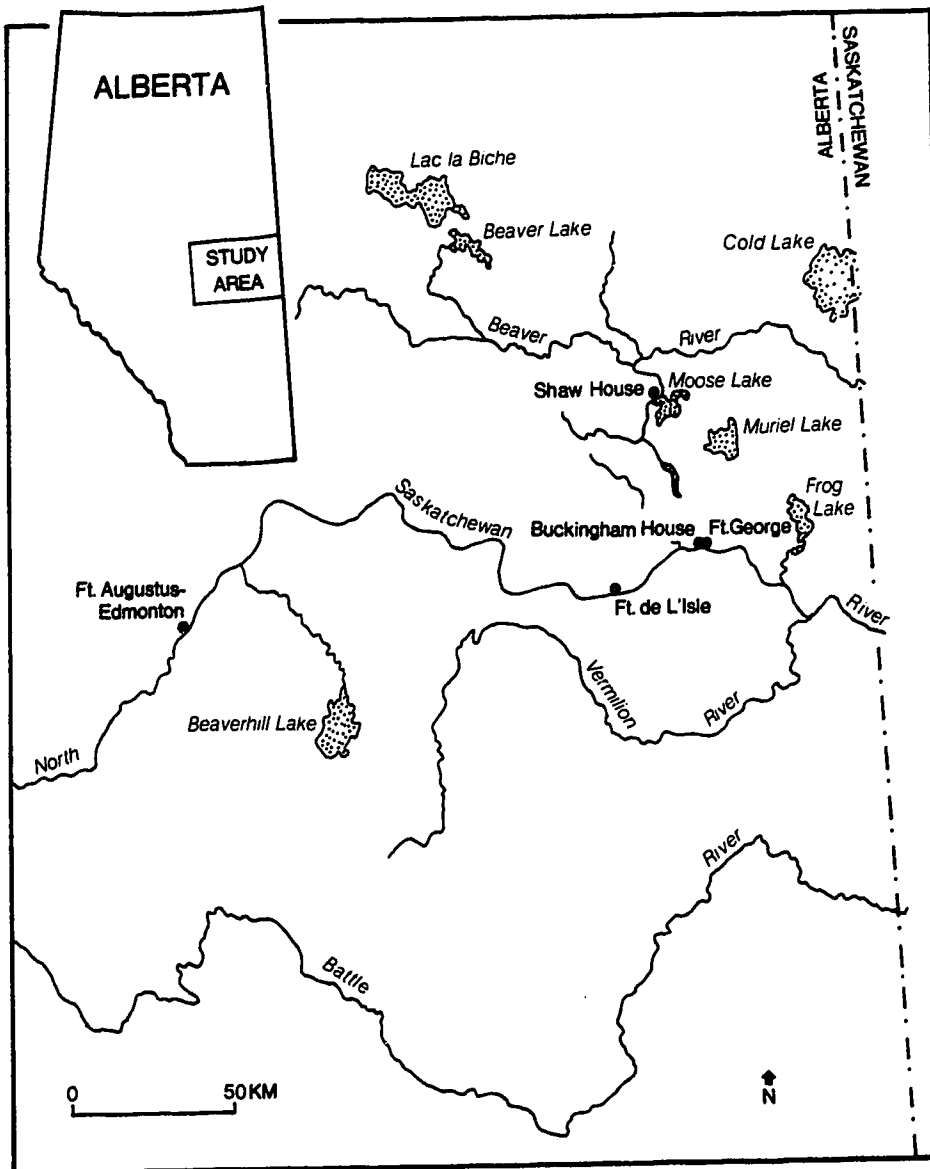 ALBERTA
STUDY
AREA
ALBERTA
SASKATCHEWAN
Lac la Biche
Beaver Lake
Cold Lake
Beaver
River
Shaw House
Moose Lake
Muriel Lake
Frog
Lake
Saskatchewan
Buckingham House
Ft.George
Ft. Augustus-
Edmonton
Ft. de L'Isle
River
Vermilion
River
Beaverhill Lake
North
River
Battle
0
50 KM
N